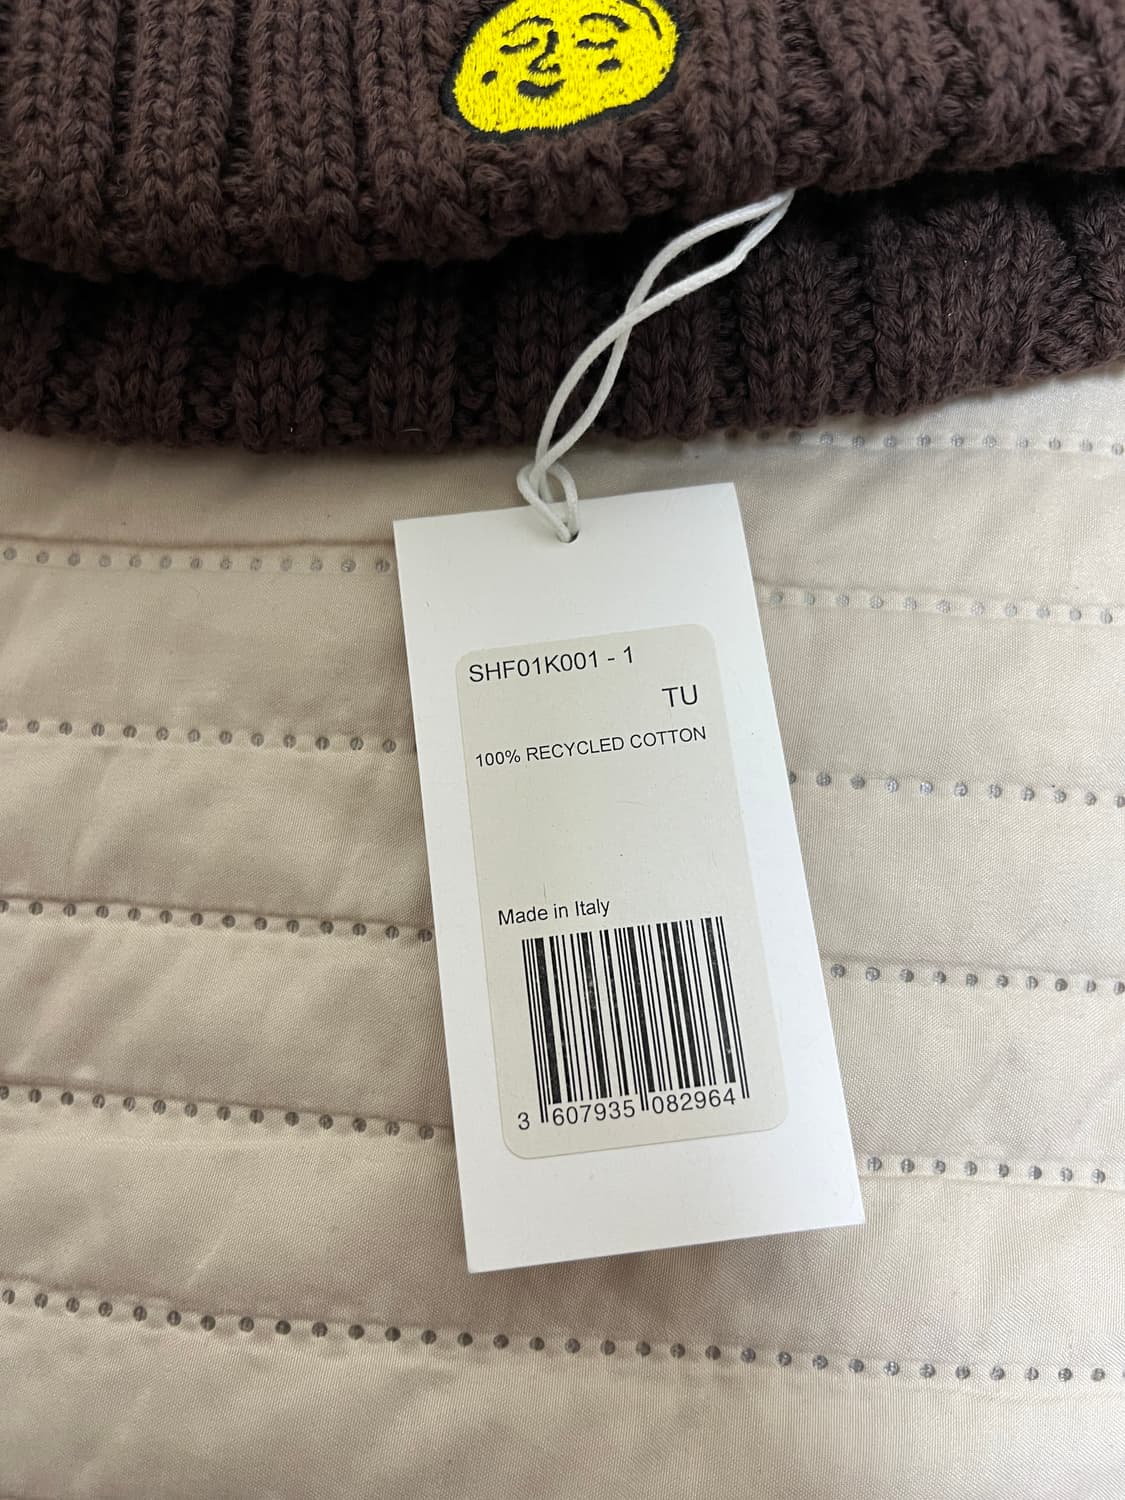 SHF01K001 - 1
TU
100% RECYCLED COTTON
Made in Italy
3 607935 082964